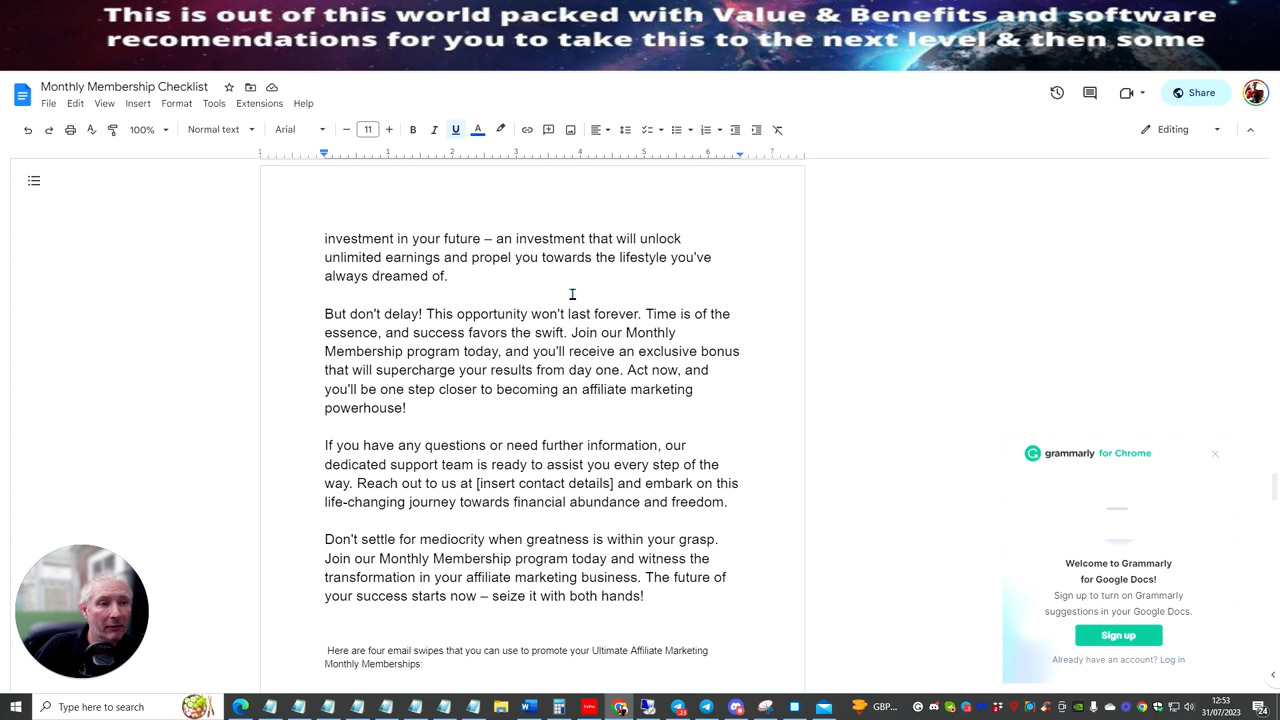 This is out of this world packed with Value & Benefits and software
recomendations for you to take this to the next level & then some
Monthly Membership Checklist
File Edit View Insert Format Tools Extensions Help
Share
100% Normal text Arial 11 B I U A Editing
1 1 2 3 4 5 6 7
investment in your future – an investment that will unlock
unlimited earnings and propel you towards the lifestyle you've
always dreamed of.
But don't delay! This opportunity won't last forever. Time is of the
essence, and success favors the swift. Join our Monthly
Membership program today, and you'll receive an exclusive bonus
that will supercharge your results from day one. Act now, and
you'll be one step closer to becoming an affiliate marketing
powerhouse!
If you have any questions or need further information, our
dedicated support team is ready to assist you every step of the
way. Reach out to us at [insert contact details] and embark on this
life-changing journey towards financial abundance and freedom.
Don't settle for mediocrity when greatness is within your grasp.
Join our Monthly Membership program today and witness the
transformation in your affiliate marketing business. The future of
your success starts now – seize it with both hands!
Here are four email swipes that you can use to promote your Ultimate Affiliate Marketing
Monthly Memberships:
grammarly for Chrome
Welcome to Grammarly
for Google Docs!
Sign up to turn on Grammarly
suggestions in your Google Docs.
Sign up
Already have an account? Log in
Type here to search
GBP...
12:53
31/07/2023